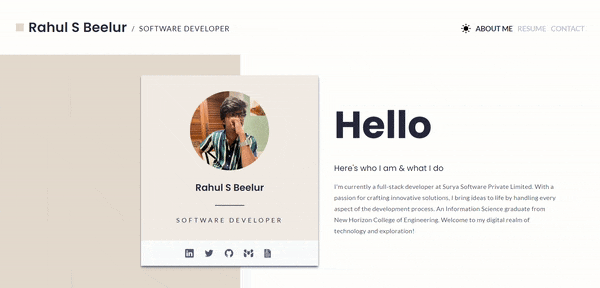 Rahul S Beelur / SOFTWARE DEVELOPER
ABOUT ME RESUME CONTACT
Rahul S Beelur
SOFTWARE DEVELOPER
Hello
Here's who I am & what I do
I'm currently a full-stack developer at Surya Software Private Limited. With a
passion for crafting innovative solutions, I bring ideas to life by handling every
aspect of the development process. An Information Science graduate from
New Horizon College of Engineering. Welcome to my digital realm of
technology and exploration!